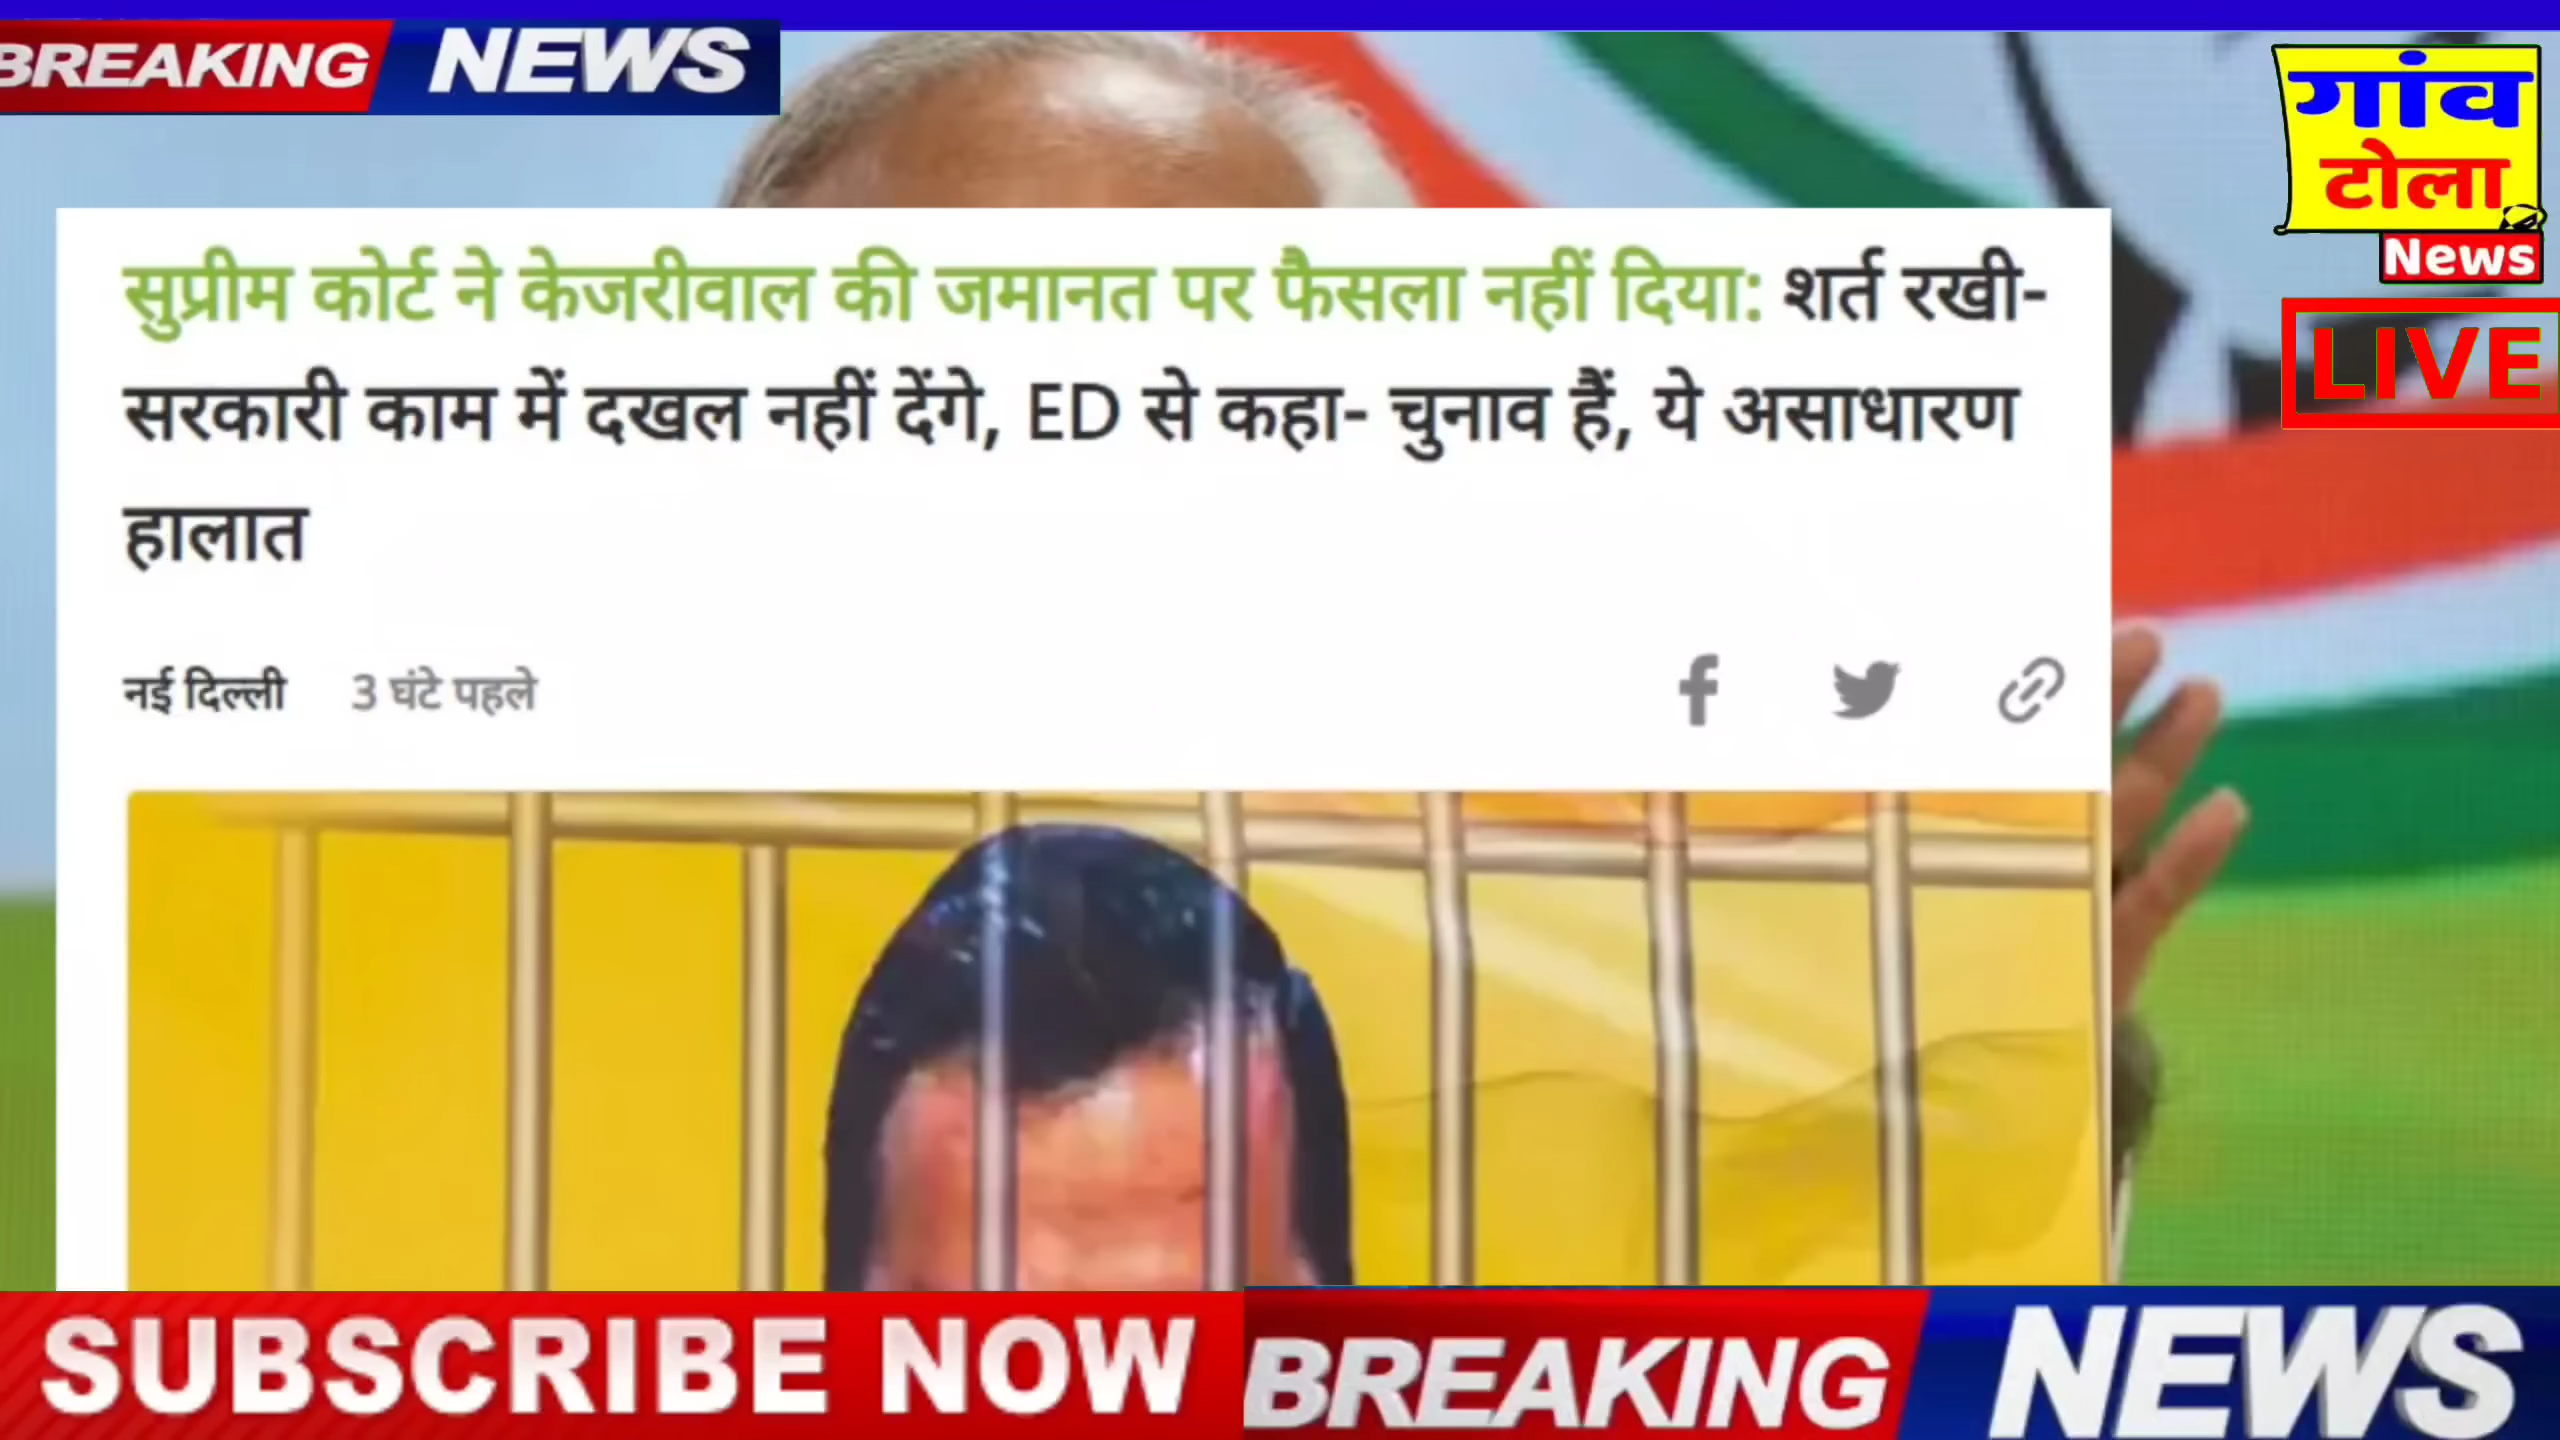 BREAKING NEWS
गांव
टोला
News
LIVE
सुप्रीम कोर्ट ने केजरीवाल की जमानत पर फैसला नहीं दिया: शर्त रखी-
सरकारी काम में दखल नहीं देंगे, ED से कहा- चुनाव हैं, ये असाधारण
हालात
नई दिल्ली 3 घंटे पहले
SUBSCRIBE NOW BREAKING NEWS